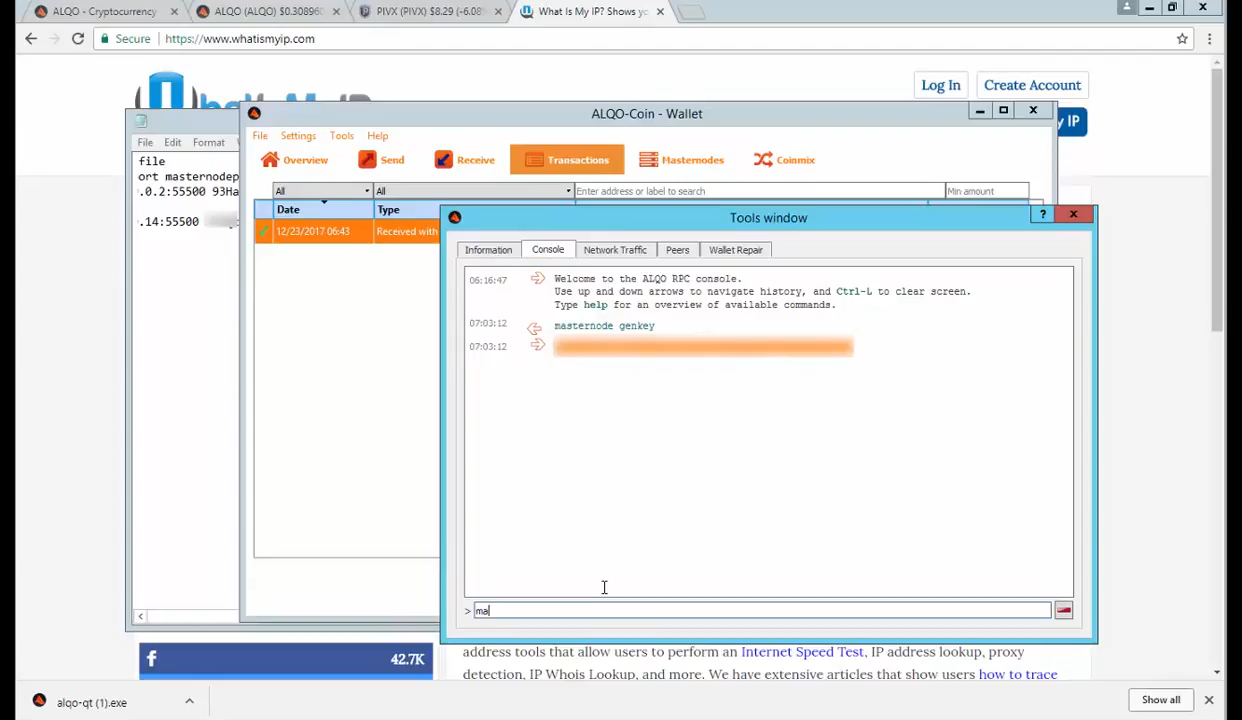 ALQO - Cryptocurrency
ALQO (ALQO) $0.30896
PIVX (PIVX) $8.29 (-6.08%
What Is My IP? Shows yo
Secure https://www.whatismyip.com
Log In Create Account
My IP
ALQO-Coin - Wallet
File Edit Format
File Settings Tools Help
Overview Send Receive Transactions Masternodes Coinmix
All All Enter address or label to search Min amount
Date Type
12/23/2017 06:43 Received with
file
ort masternodep
.0.2:55500 93Ha
.14:55500
Tools window
Information Console Network Traffic Peers Wallet Repair
06:16:47 Welcome to the ALQO RPC console.
Use up and down arrows to navigate history, and Ctrl-L to clear screen.
Type help for an overview of available commands.
07:03:12 masternode genkey
07:03:12
> ma
f 42.7K
address tools that allow users to perform an Internet Speed Test, IP address lookup, proxy
detection, IP Whois Lookup, and more. We have extensive articles that show users how to trace
alqo-qt (1).exe
Show all